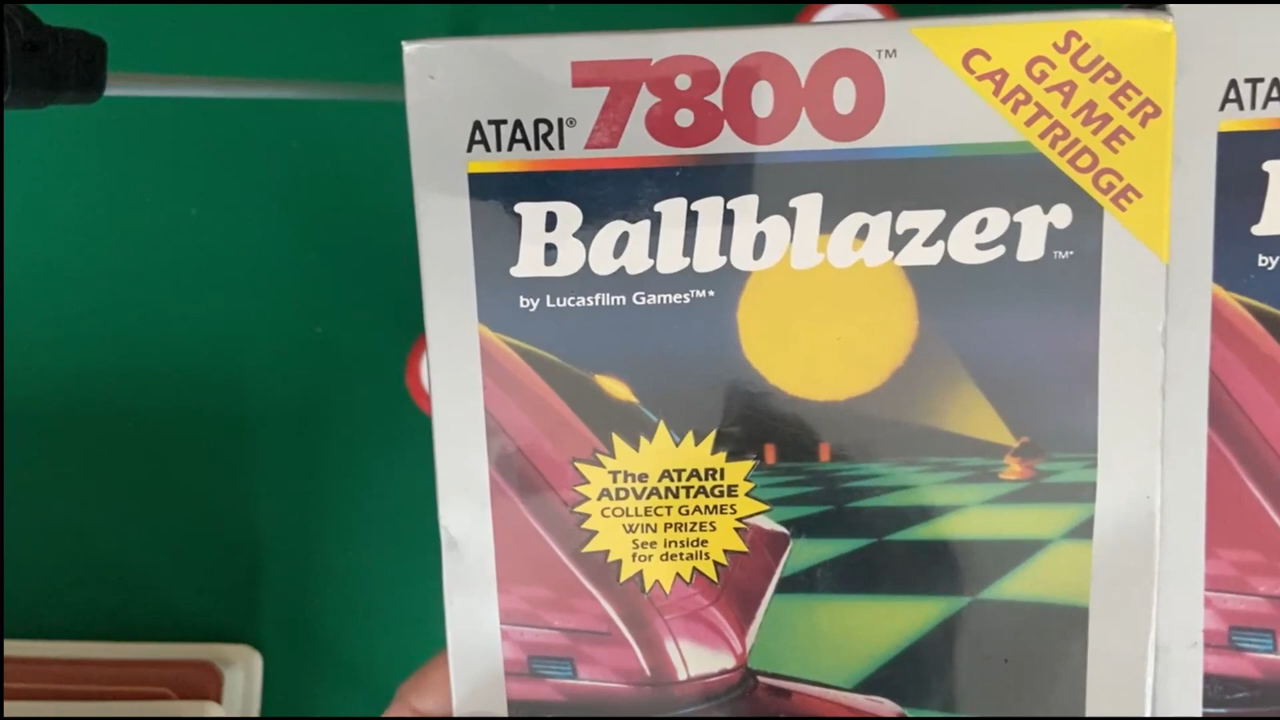 ATARI® 7800™
SUPER
GAME
CARTRIDGE
Ballblazer™*
by Lucasfilm Games™*
The ATARI
ADVANTAGE
COLLECT GAMES
WIN PRIZES
See inside
for details
ATA
by